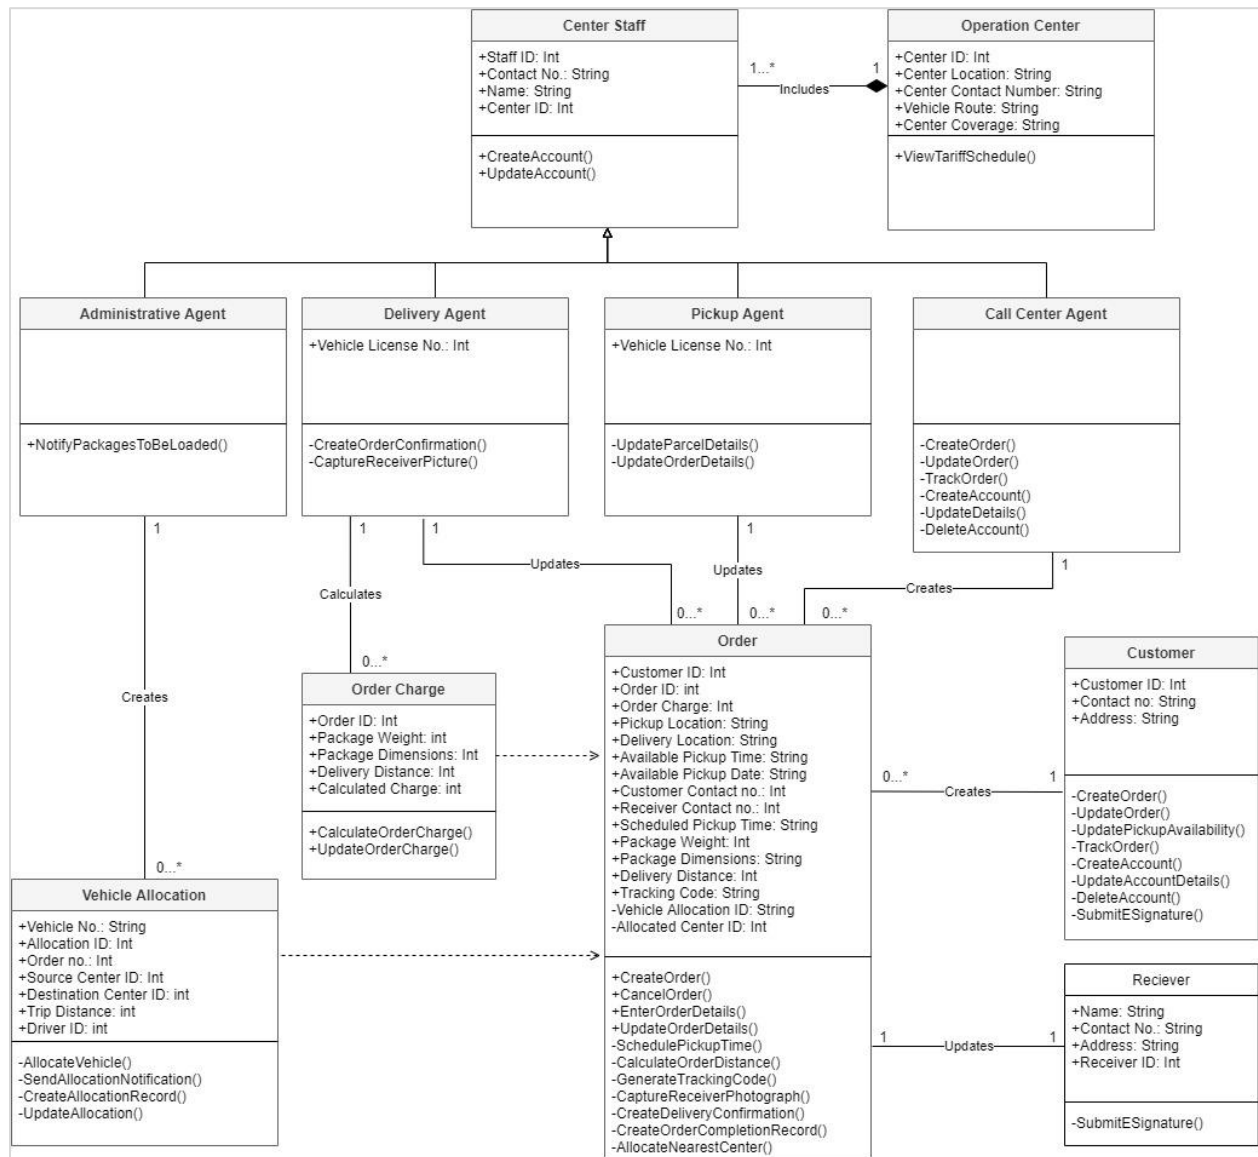 Center Staff
+Staff ID: Int
+Contact No.: String
+Name: String
+Center ID: Int
+CreateAccount()
+UpdateAccount()
1...*
Includes
1
Operation Center
+Center ID: Int
+Center Location: String
+Center Contact Number: String
+Vehicle Route: String
+Center Coverage: String
+ViewTariffSchedule()
Administrative Agent
+NotifyPackagesToBeLoaded()
Delivery Agent
+Vehicle License No.: Int
-CreateOrderConfirmation()
-CaptureReceiverPicture()
Pickup Agent
+Vehicle License No.: Int
-UpdateParcelDetails()
-UpdateOrderDetails()
Call Center Agent
-CreateOrder()
-UpdateOrder()
-TrackOrder()
-CreateAccount()
-UpdateDetails()
-DeleteAccount()
1
Creates
0...*
1
Calculates
0...*
1
Updates
0...*
1
Updates
0...*
1
Creates
0...*
Order Charge
+Order ID: Int
+Package Weight: int
+Package Dimensions: Int
+Delivery Distance: Int
+Calculated Charge: int
+CalculateOrderCharge()
+UpdateOrderCharge()
Order
+Customer ID: Int
+Order ID: int
+Order Charge: Int
+Pickup Location: String
+Delivery Location: String
+Available Pickup Time: String
+Available Pickup Date: String
+Customer Contact no.: Int
+Receiver Contact no.: Int
+Scheduled Pickup Time: String
+Package Weight: Int
+Package Dimensions: String
+Delivery Distance: Int
+Tracking Code: String
-Vehicle Allocation ID: String
-Allocated Center ID: Int
+CreateOrder()
+CancelOrder()
+EnterOrderDetails()
+UpdateOrderDetails()
-SchedulePickupTime()
-CalculateOrderDistance()
-GenerateTrackingCode()
-CaptureReceiverPhotograph()
-CreateDeliveryConfirmation()
-CreateOrderCompletionRecord()
-AllocateNearestCenter()
0...*
Creates
1
Customer
+Customer ID: Int
+Contact no: String
+Address: String
-CreateOrder()
-UpdateOrder()
-UpdatePickupAvailability()
-TrackOrder()
-CreateAccount()
-UpdateAccountDetails()
-DeleteAccount()
-SubmitESignature()
Vehicle Allocation
+Vehicle No.: String
+Allocation ID: Int
+Order no.: Int
+Source Center ID: Int
+Destination Center ID: int
+Trip Distance: int
+Driver ID: int
-AllocateVehicle()
-SendAllocationNotification()
-CreateAllocationRecord()
-UpdateAllocation()
1
Updates
1
Reciever
+Name: String
+Contact No.: String
+Address: String
+Receiver ID: Int
-SubmitESignature()